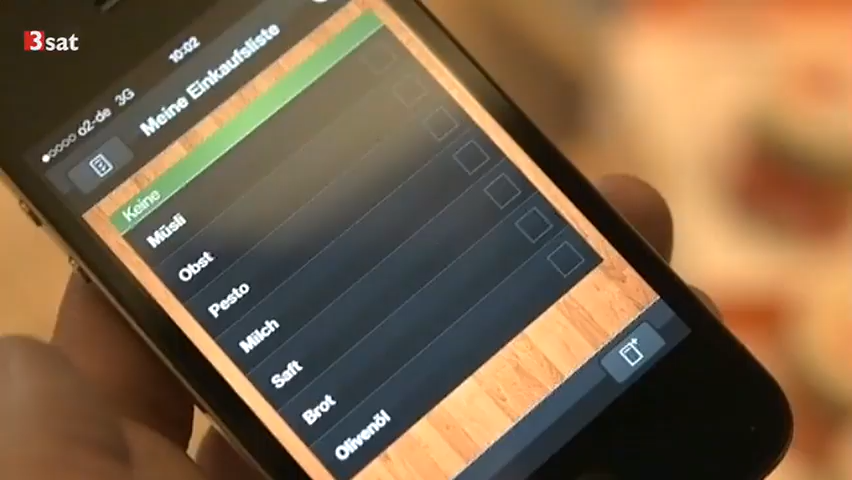 3sat
o2-de 3G 10:02
Meine Einkaufsliste
Keine
Müsli
Obst
Pesto
Milch
Saft
Brot
Olivenöl